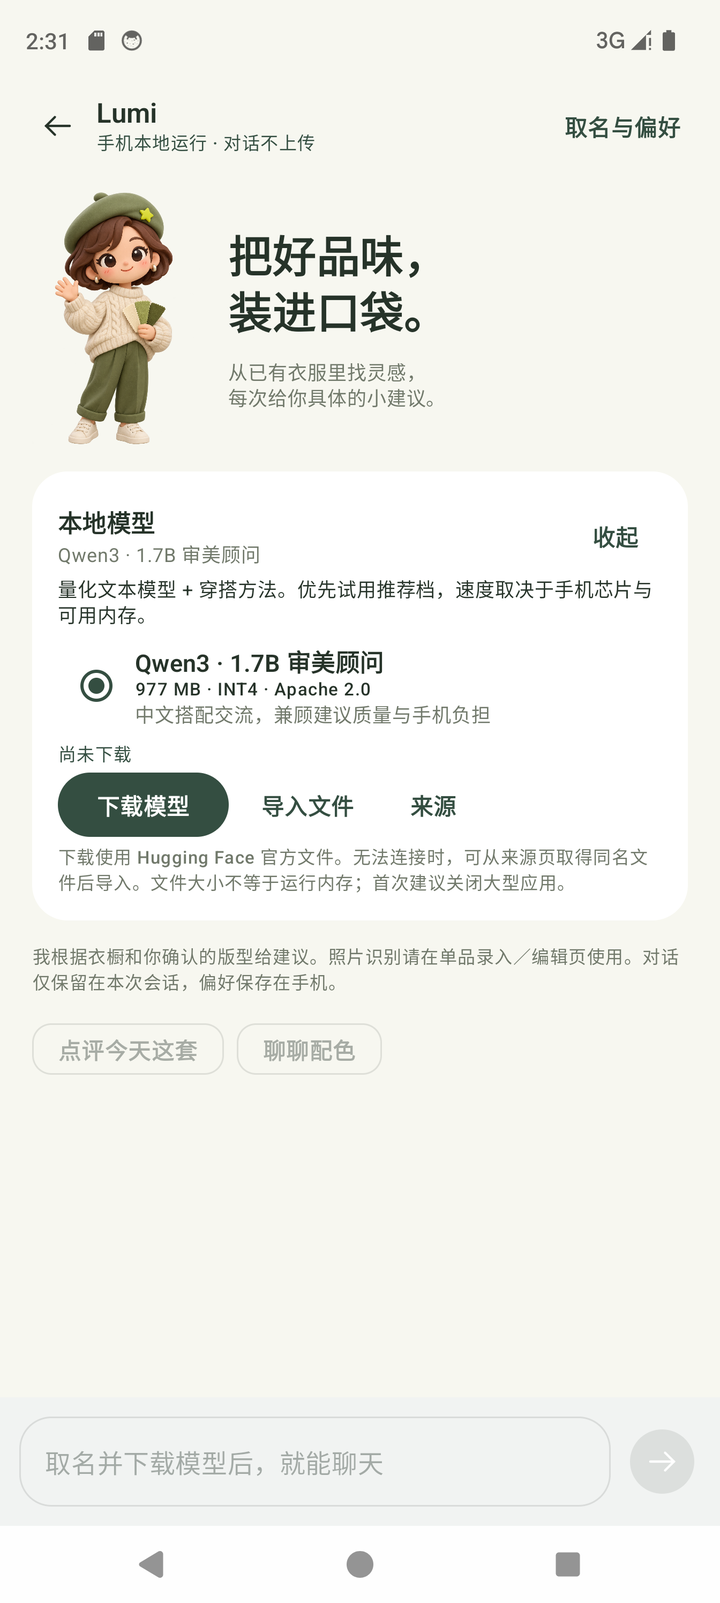 2:31
3G
Lumi
手机本地运行 · 对话不上传
取名与偏好
把好品味，
装进口袋。
从已有衣服里找灵感，
每次给你具体的小建议。
本地模型
Qwen3 · 1.7B 审美顾问
收起
量化文本模型 + 穿搭方法。优先试用推荐档，速度取决于手机芯片与
可用内存。
Qwen3 · 1.7B 审美顾问
977 MB · INT4 · Apache 2.0
中文搭配交流，兼顾建议质量与手机负担
尚未下载
下载模型
导入文件
来源
下载使用 Hugging Face 官方文件。无法连接时，可从来源页取得同名文
件后导入。文件大小不等于运行内存；首次建议关闭大型应用。
我根据衣橱和你确认的版型给建议。照片识别请在单品录入／编辑页使用。对话
仅保留在本次会话，偏好保存在手机。
点评今天这套
聊聊配色
取名并下载模型后，就能聊天